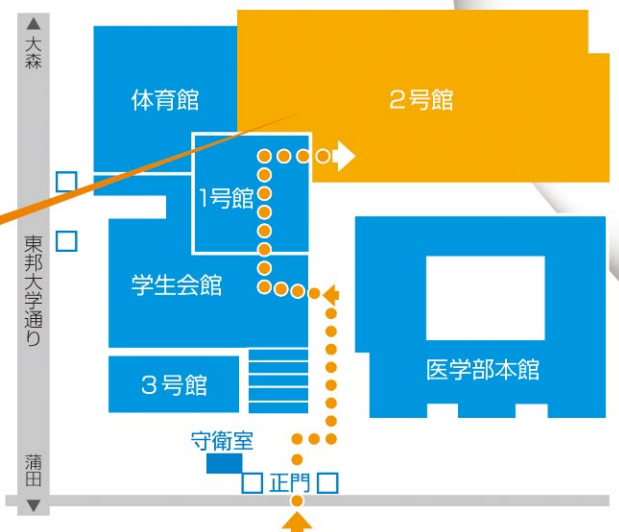 ▲大森
体育館
2号館
1号館
東邦大学通り
学生会館
医学部本館
3号館
守衛室
蒲田▼
正門